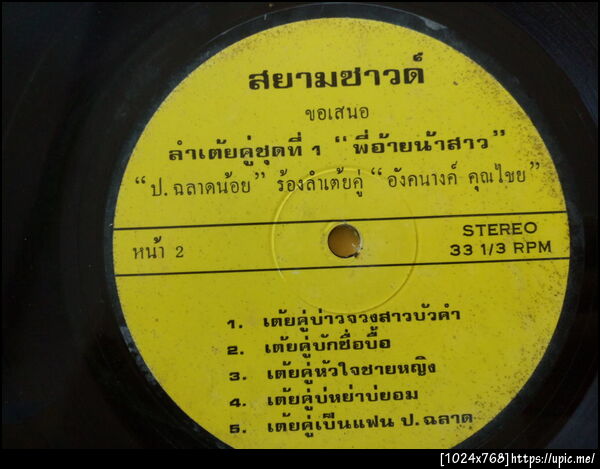 สยามซาวด์
ขอเสนอ
ลำเต้ยคู่ชุดที่ 1 "พี่อ้ายน้าสาว"
"ป. ฉลาดน้อย" ร้องลำเต้ยคู่ "อังคนางค์ คุณไชย"
หน้า 2
STEREO
33 1/3 RPM
1. เต้ยคู่บ่าวจวงสาวบัวคำ
2. เต้ยคู่บักซื่อบื้อ
3. เต้ยคู่หัวใจชายหญิง
4. เต้ยคู่บ่หย่าบ่ยอม
5. เต้ยคู่เป็นแฟน ป. ฉลาด
[1024x768]https://upic.me/